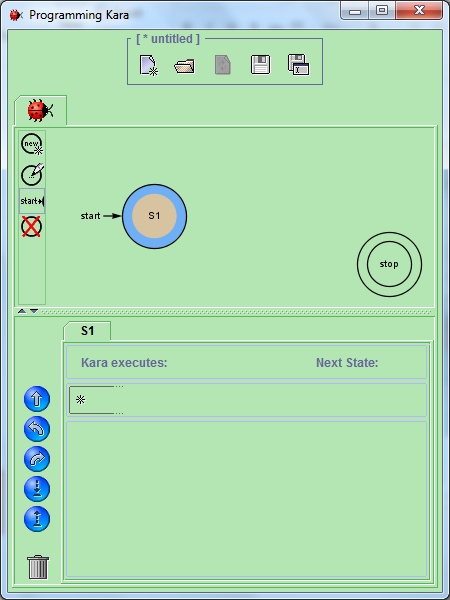 Programming Kara
[ * untitled ]
new
start
start
S1
stop
S1
Kara executes: Next State: